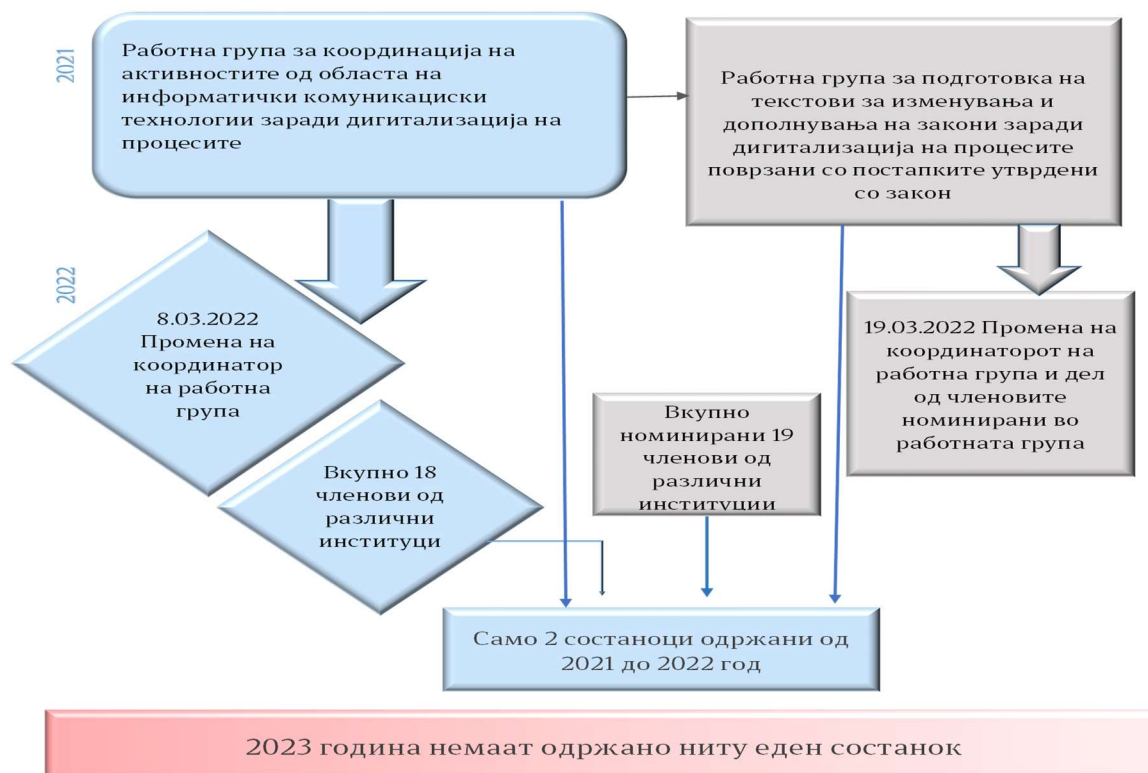 2021
Работна група за координација на
активностите од областа на
информатички комуникациски
технологии заради дигитализација на
процесите
Работна група за подготовка на
текстови за изменувања и
дополнувања на закони заради
дигитализација на процесите
поврзани со постапките утврдени
со закон
2022
8.03.2022
Промена на
координатор
на работна
група
19.03.2022 Промена на
координаторот на
работна група и дел
од членовите
номинирани во
работната група
Вкупно 18
членови од
различни
институци
Вкупно
номинирани 19
членови од
различни
институции
Само 2 состаноци одржани од
2021 до 2022 год
2023 година немаат одржано ниту еден состанок